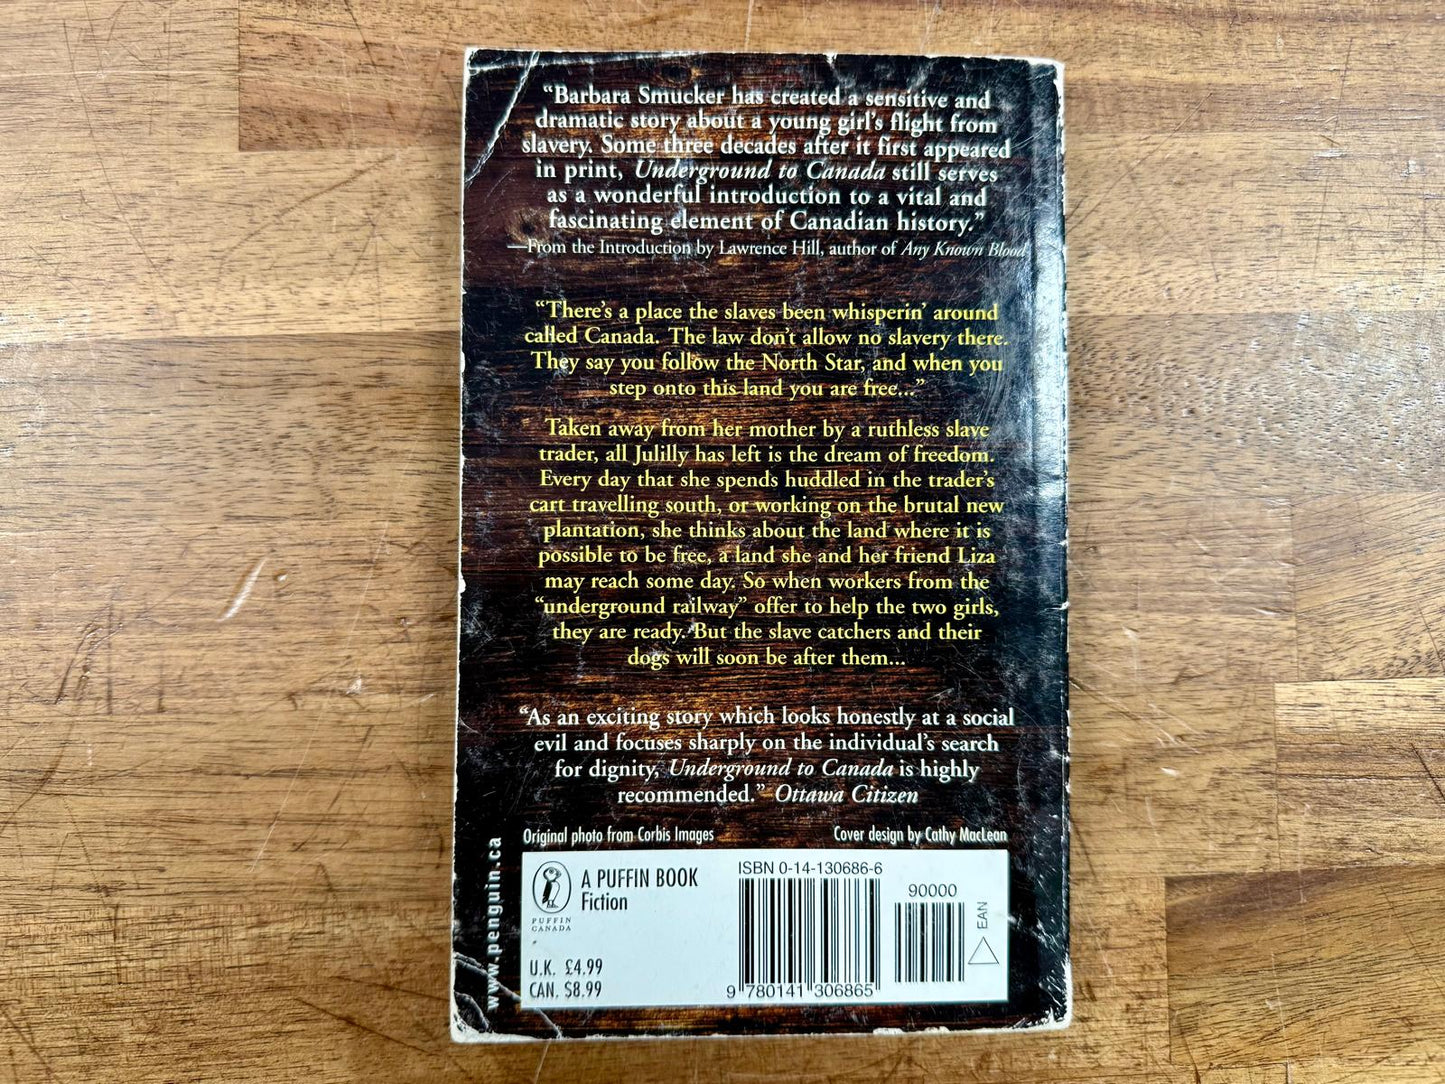 “Barbara Smucker has created a sensitive and
dramatic story about a young girl’s flight from
slavery. Some three decades after it first appeared
in print, Underground to Canada still serves
as a wonderful introduction to a vital and
fascinating element of Canadian history.”
—From the Introduction by Lawrence Hill, author of Any Known Blood
“There’s a place the slaves been whisperin’ around
called Canada. The law don’t allow no slavery there.
They say you follow the North Star, and when you
step onto this land you are free...”
Taken away from her mother by a ruthless slave
trader, all Julilly has left is the dream of freedom.
Every day that she spends huddled in the trader’s
cart travelling south, or working on the brutal new
plantation, she thinks about the land where it is
possible to be free, a land she and her friend Liza
may reach some day. So when workers from the
“underground railway” offer to help the two girls,
they are ready. But the slave catchers and their
dogs will soon be after them...
“As an exciting story which looks honestly at a social
evil and focuses sharply on the individual’s search
for dignity, Underground to Canada is highly
recommended.” Ottawa Citizen
Original photo from Corbis Images
Cover design by Cathy MacLean
www.penguin.ca
PUFFIN
CANADA
A PUFFIN BOOK
Fiction
U.K. £4.99
CAN. $8.99
ISBN 0-14-130686-6
9 780141 306865
90000
EAN